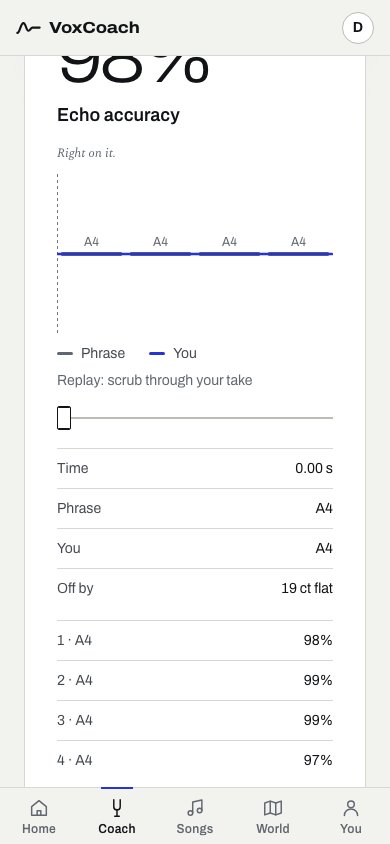 VoxCoach
D
98%
Echo accuracy
Right on it.
A4 A4 A4 A4
Phrase You
Replay: scrub through your take
Time 0.00 s
Phrase A4
You A4
Off by 19 ct flat
1 · A4 98%
2 · A4 99%
3 · A4 99%
4 · A4 97%
Home Coach Songs World You